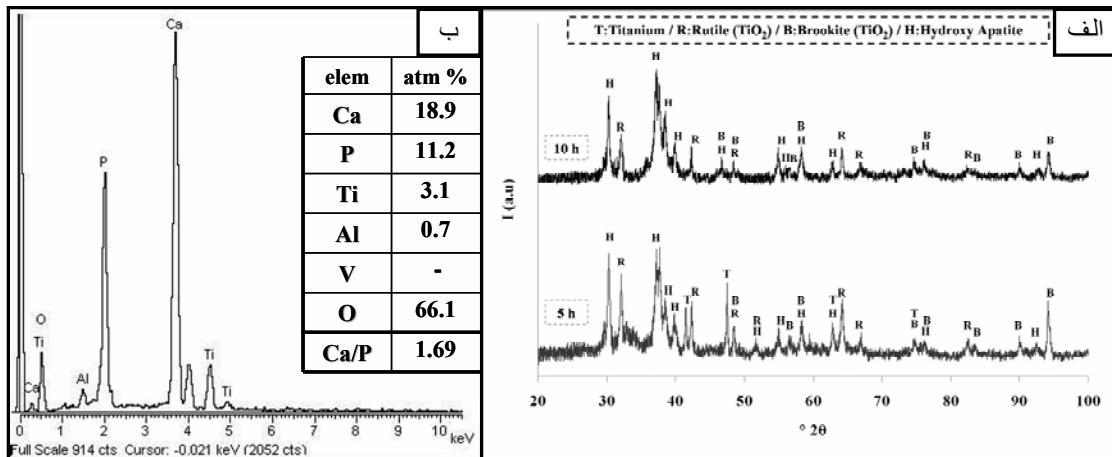 ب
elem atm %
Ca 18.9
P 11.2
Ti 3.1
Al 0.7
V -
O 66.1
Ca/P 1.69
Ca
P
O
Ti
Ca
Al
Ti
Ti
0 1 2 3 4 5 6 7 8 9 10
keV
Full Scale 914 cts Cursor: -0.021 keV (2052 cts)
الف
T:Titanium / R:Rutile (TiO₂) / B:Brookite (TiO₂) / H:Hydroxy Apatite
I (a.u)
10 h
H R H H H R B H B R H H B B H H R R B B H R B B H B
5 h
H R H H H T R T B R R H H B B H T H R R T B B H R B B H B
20 30 40 50 60 70 80 90 100
° 2θ